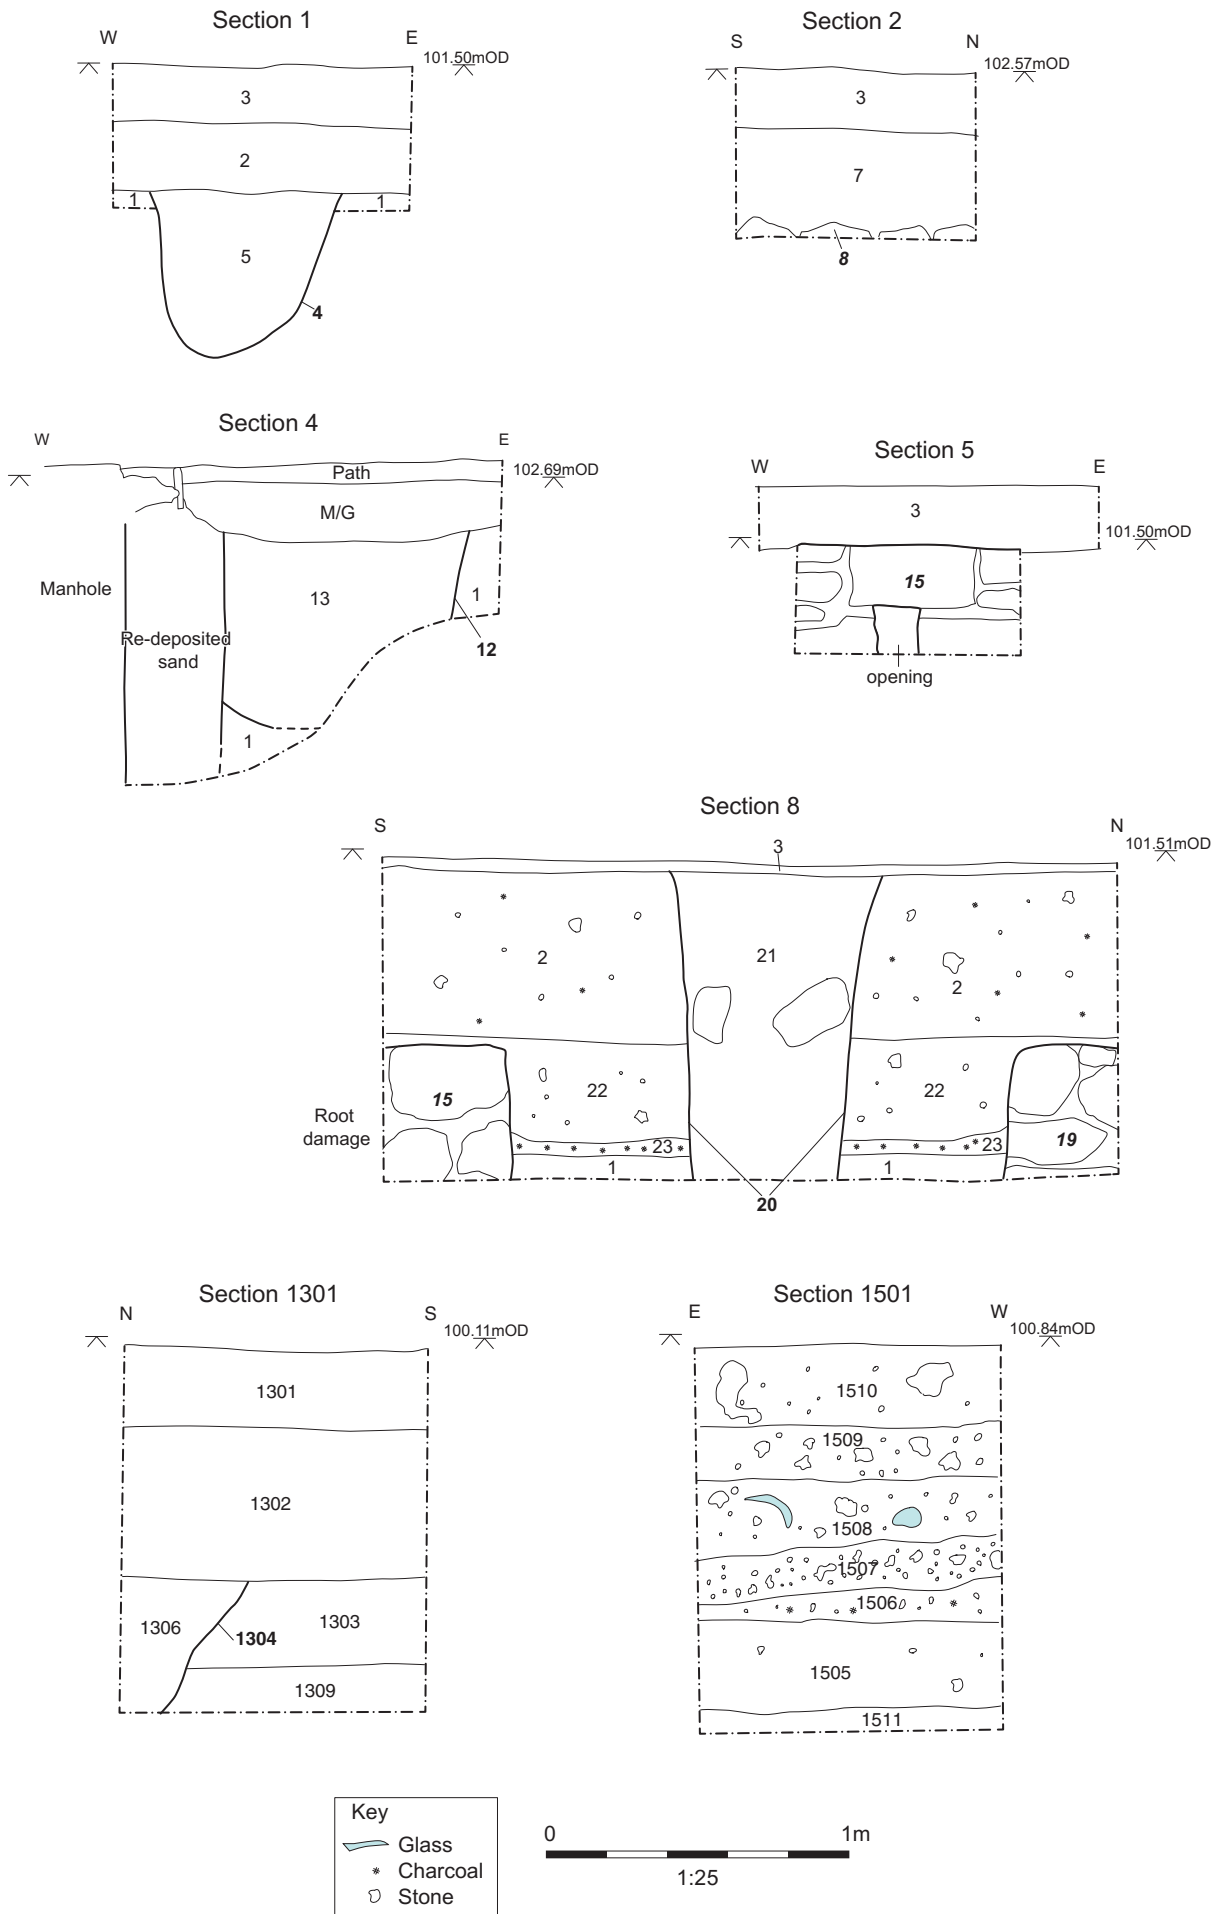 Section 1
W E
101.50mOD
3
2
1 1
5
4
Section 2
S N
102.57mOD
3
7
8
Section 4
W E
102.69mOD
Path
M/G
Manhole
13
1
Re-deposited
sand
12
1
Section 5
W E
3
101.50mOD
15
opening
Section 8
S N
3
101.51mOD
2 21 2
15 22 22
Root
damage
23 23 19
1 1
20
Section 1301
N S
100.11mOD
1301
1302
1306 1303
1304
1309
Section 1501
E W
100.84mOD
1510
1509
1508
1507
1506
1505
1511
Key
Glass
Charcoal
Stone
0 1m
1:25